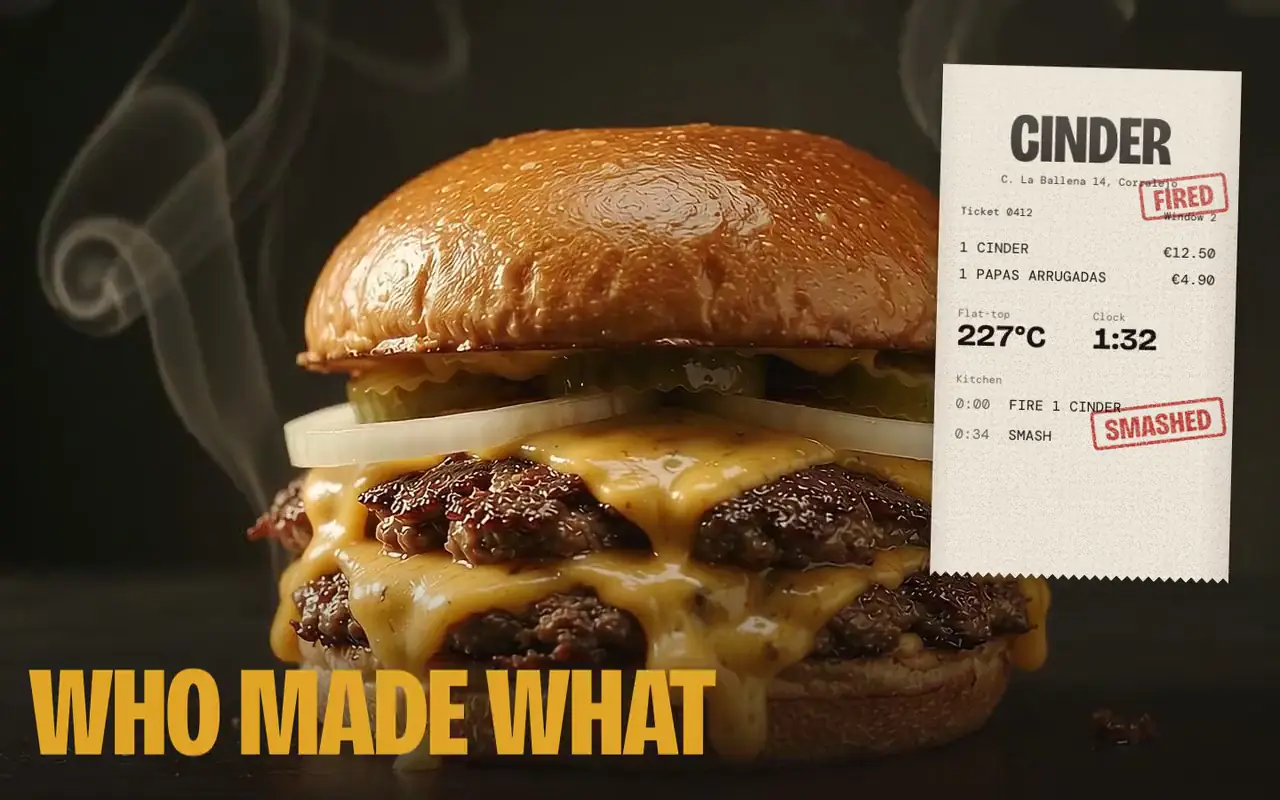 CINDER
C. La Ballena 14, Corralejo
FIRED
Ticket 0412
Window 2
1 CINDER €12.50
1 PAPAS ARRUGADAS €4.90
Flat-top Clock
227°C 1:32
Kitchen
0:00 FIRE 1 CINDER
SMASHED
0:34 SMASH
WHO MADE WHAT